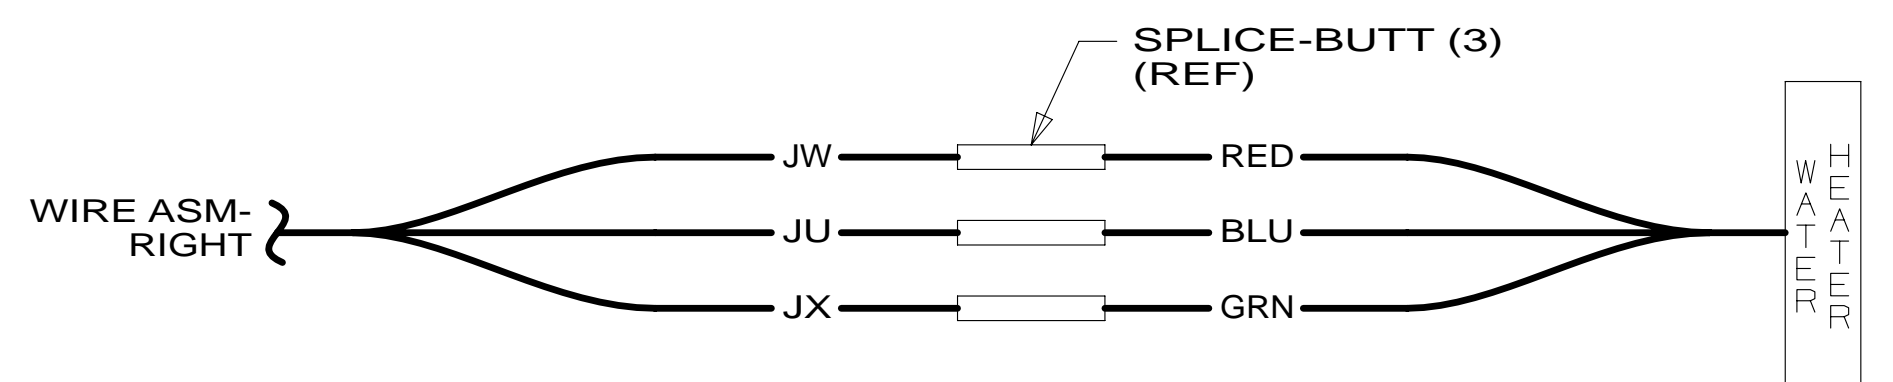 SPLICE-BUTT (3)
(REF)
WIRE ASM-
RIGHT
JW
RED
JU
BLU
JX
GRN
WATER
HEATER